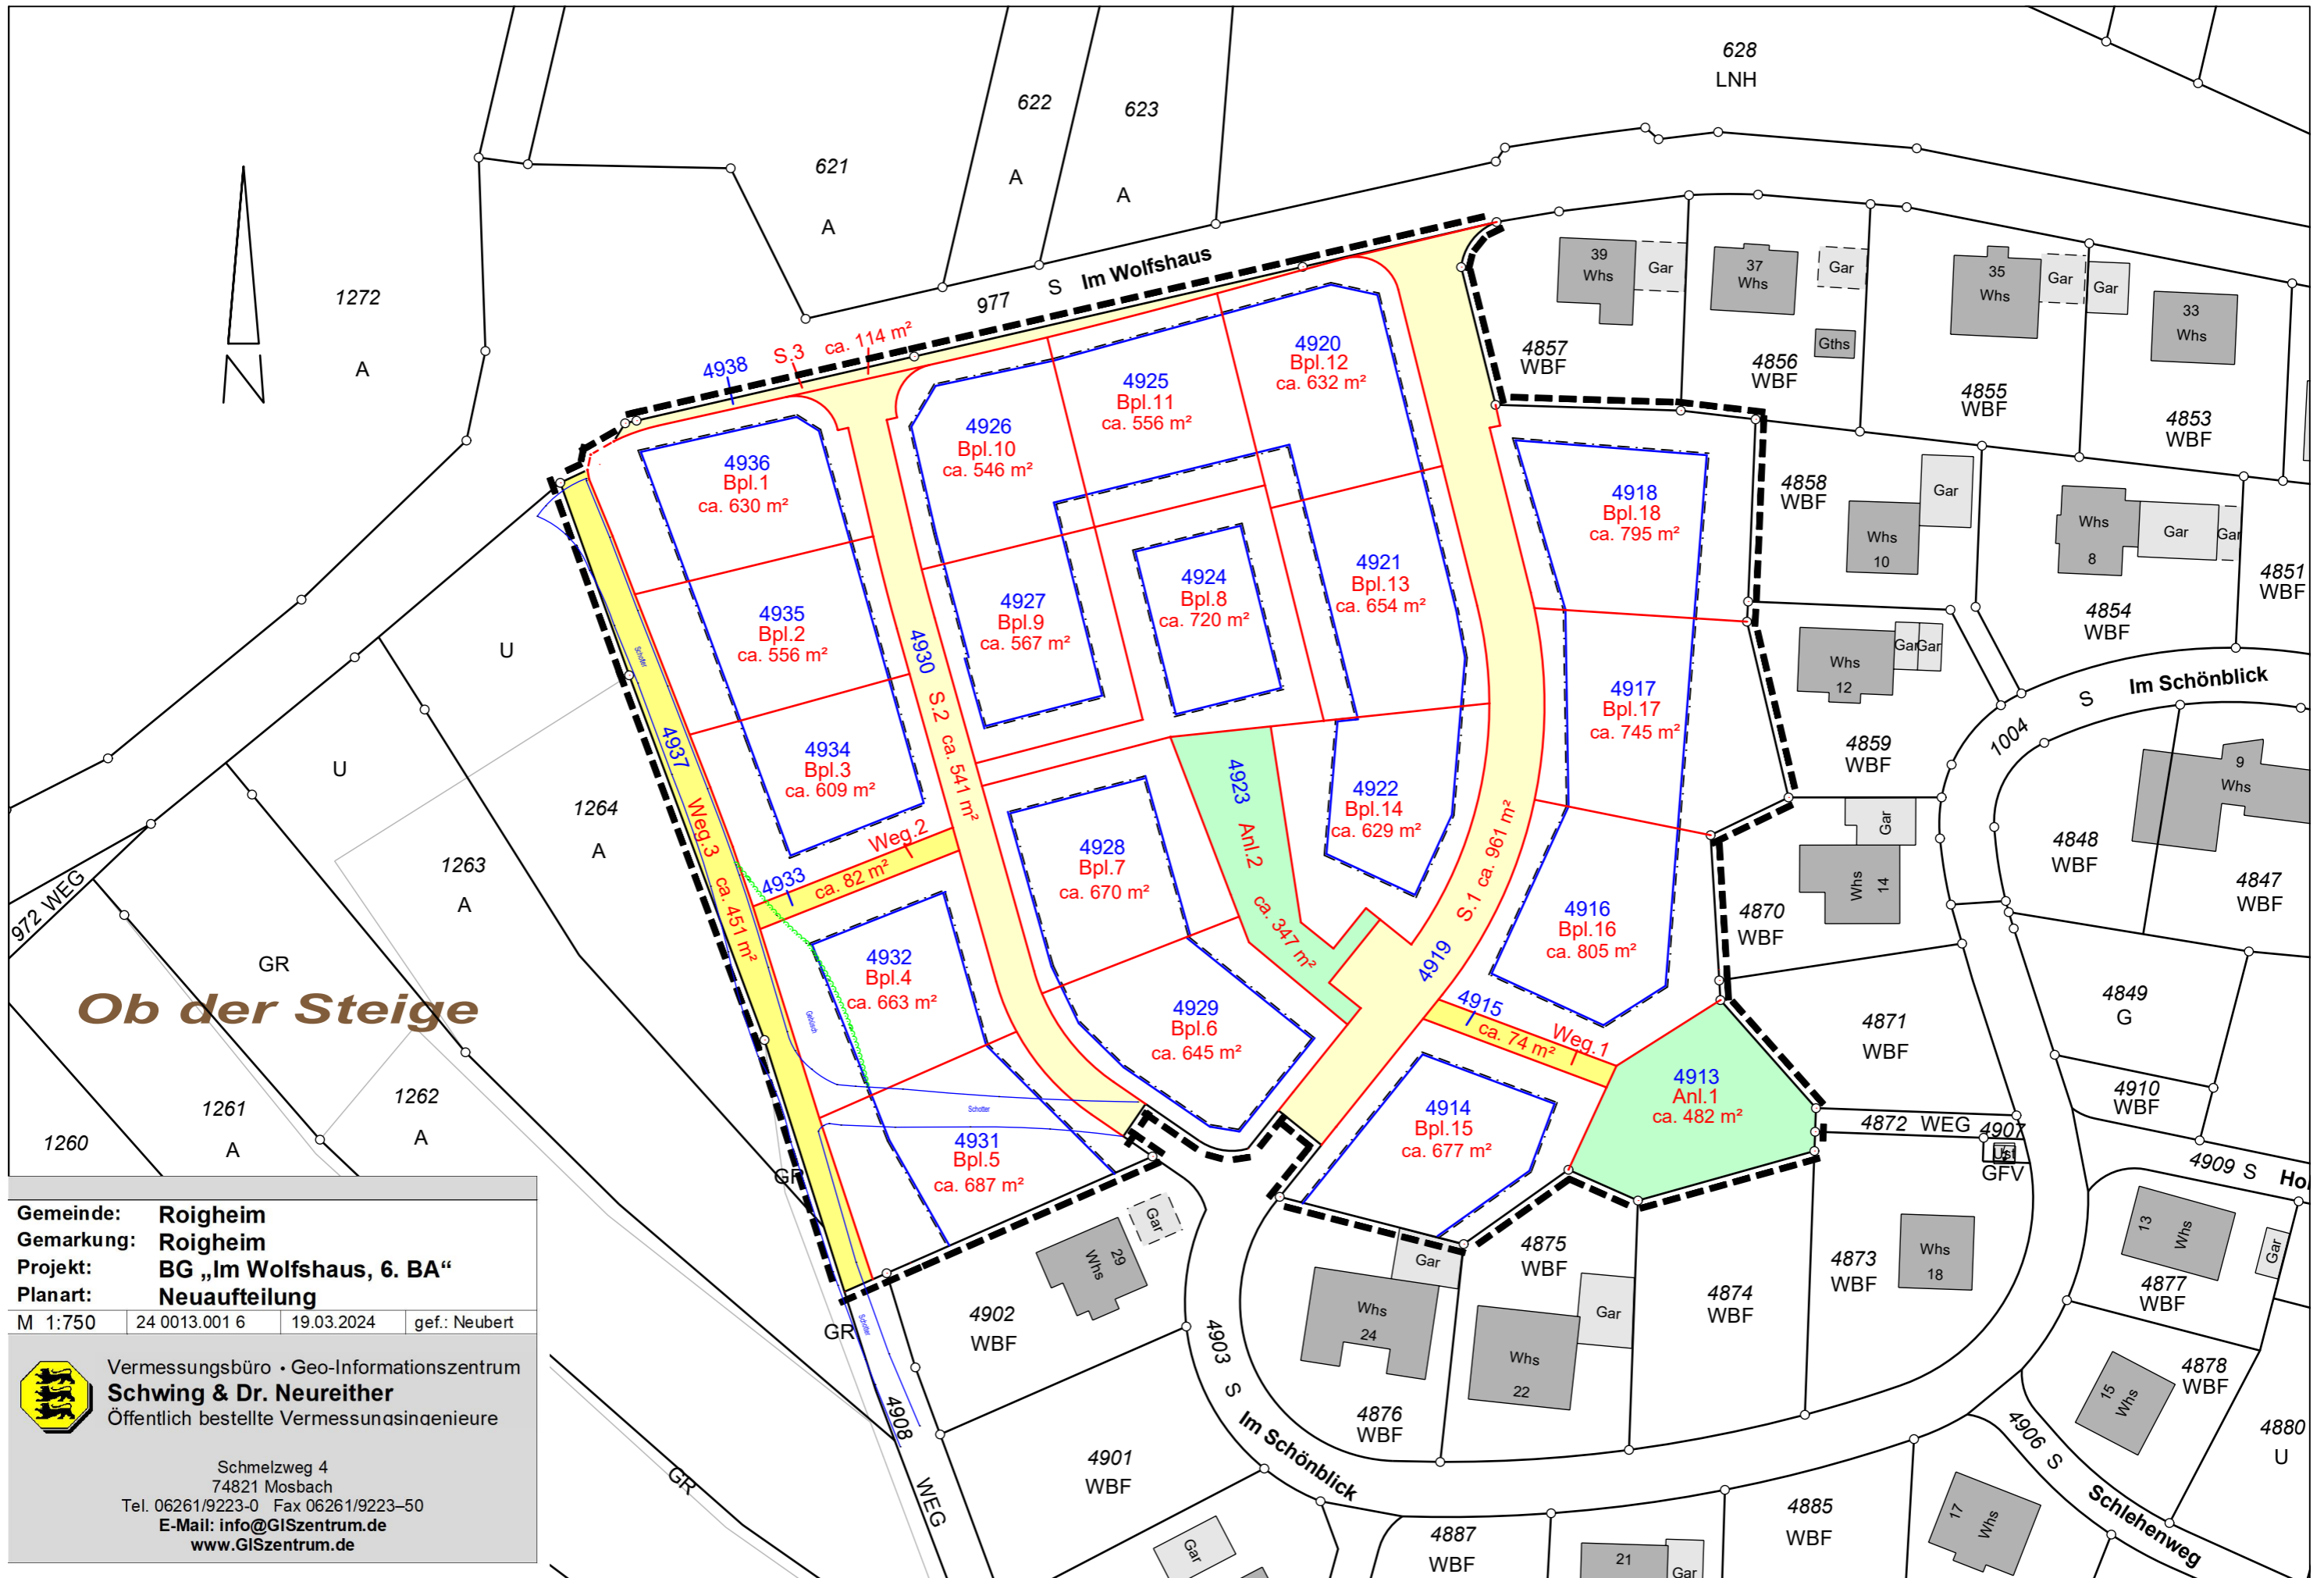 628
LNH
622
A
623
A
621
A
1272
A
N
977 S Im Wolfshaus
4938
S.3 ca. 114 m²
39
Whs
Gar
37
Whs
Gar
Gths
35
Whs
Gar
Gar
33
Whs
4857
WBF
4856
WBF
4855
WBF
4853
WBF
4920
Bpl.12
ca. 632 m²
4925
Bpl.11
ca. 556 m²
4926
Bpl.10
ca. 546 m²
4936
Bpl.1
ca. 630 m²
4918
Bpl.18
ca. 795 m²
4858
WBF
Gar
Whs
10
Whs
8
Gar
Gar
4851
WBF
4854
WBF
4921
Bpl.13
ca. 654 m²
4924
Bpl.8
ca. 720 m²
4927
Bpl.9
ca. 567 m²
4935
Bpl.2
ca. 556 m²
4930
S.2 ca. 541 m²
U
U
Schotter
Whs
12
Gar
Gar
Im Schönblick
S
1004
4917
Bpl.17
ca. 745 m²
4859
WBF
9
Whs
4937
Weg.3
ca. 451 m²
4934
Bpl.3
ca. 609 m²
4923
Anl.2
ca. 347 m²
4922
Bpl.14
ca. 629 m²
S.1 ca. 961 m²
4919
1264
A
1263
A
Weg.2
4933
ca. 82 m²
4928
Bpl.7
ca. 670 m²
Gar
Whs
14
4848
WBF
4847
WBF
4870
WBF
4916
Bpl.16
ca. 805 m²
972 WEG
GR
Ob der Steige
4932
Bpl.4
ca. 663 m²
Gebüsch
4929
Bpl.6
ca. 645 m²
4915
Weg.1
ca. 74 m²
4871
WBF
4849
G
4910
WBF
4913
Anl.1
ca. 482 m²
1262
A
1261
A
1260
Schotter
4931
Bpl.5
ca. 687 m²
4914
Bpl.15
ca. 677 m²
4872 WEG
4907
GFV
4909 S
GR
GR
Schotter
Gar
29
Whs
4902
WBF
Gar
Whs
24
4875
WBF
Gar
Whs
22
4874
WBF
4873
WBF
Whs
18
13
Whs
Gar
4877
WBF
4878
WBF
15
Whs
4880
U
4903 S Im Schönblick
4876
WBF
4908
WEG
4901
WBF
GR
Gar
4887
WBF
21
Gar
4885
WBF
17
Whs
4906 S Schlehenweg
Gemeinde: Roigheim
Gemarkung: Roigheim
Projekt: BG „Im Wolfshaus, 6. BA“
Planart: Neuaufteilung
M 1:750 24 0013.001 6 19.03.2024 gef.: Neubert
Vermessungsbüro • Geo-Informationszentrum
Schwing & Dr. Neureither
Öffentlich bestellte Vermessungsingenieure
Schmelzweg 4
74821 Mosbach
Tel. 06261/9223-0 Fax 06261/9223–50
E-Mail: info@GISzentrum.de
www.GISzentrum.de